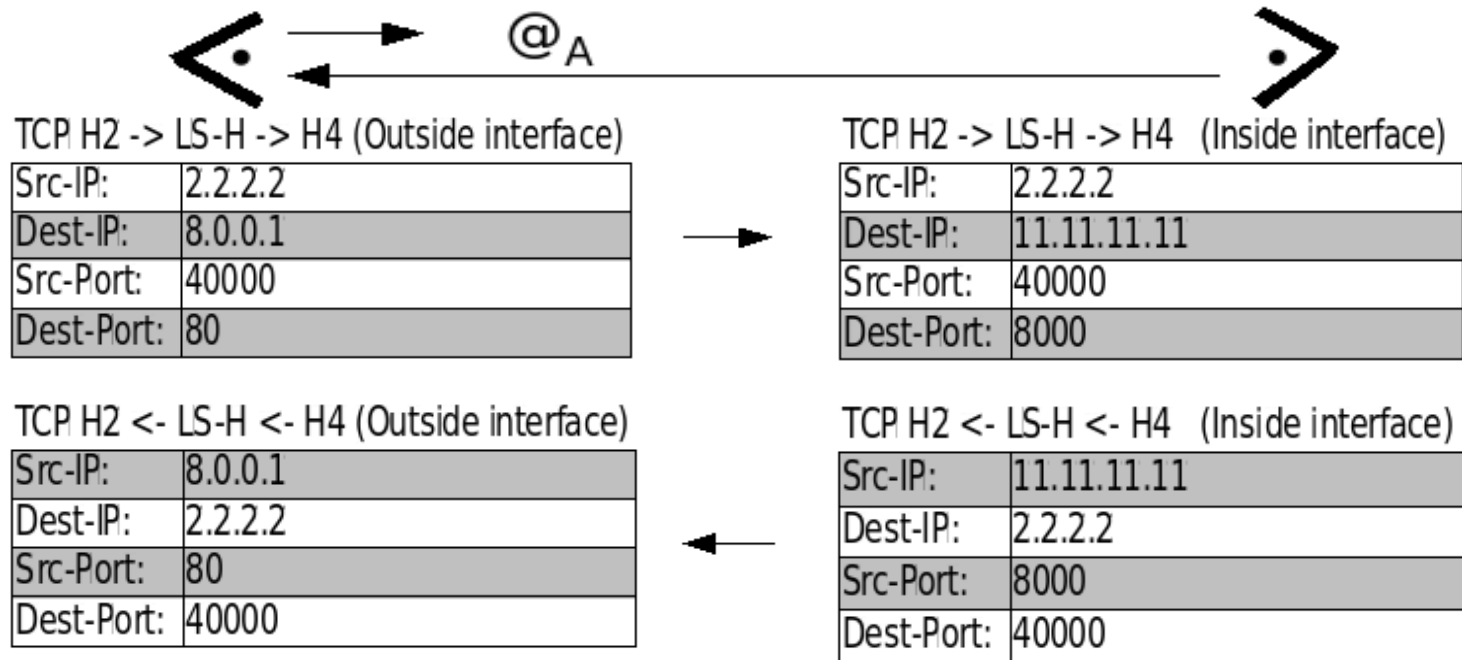 @A
TCP H2 -> LS-H -> H4 (Outside interface)
Src-IP: 2.2.2.2
Dest-IP: 8.0.0.1
Src-Port: 40000
Dest-Port: 80
TCP H2 -> LS-H -> H4 (Inside interface)
Src-IP: 2.2.2.2
Dest-IP: 11.11.11.11
Src-Port: 40000
Dest-Port: 8000
TCP H2 <- LS-H <- H4 (Outside interface)
Src-IP: 8.0.0.1
Dest-IP: 2.2.2.2
Src-Port: 80
Dest-Port: 40000
TCP H2 <- LS-H <- H4 (Inside interface)
Src-IP: 11.11.11.11
Dest-IP: 2.2.2.2
Src-Port: 8000
Dest-Port: 40000